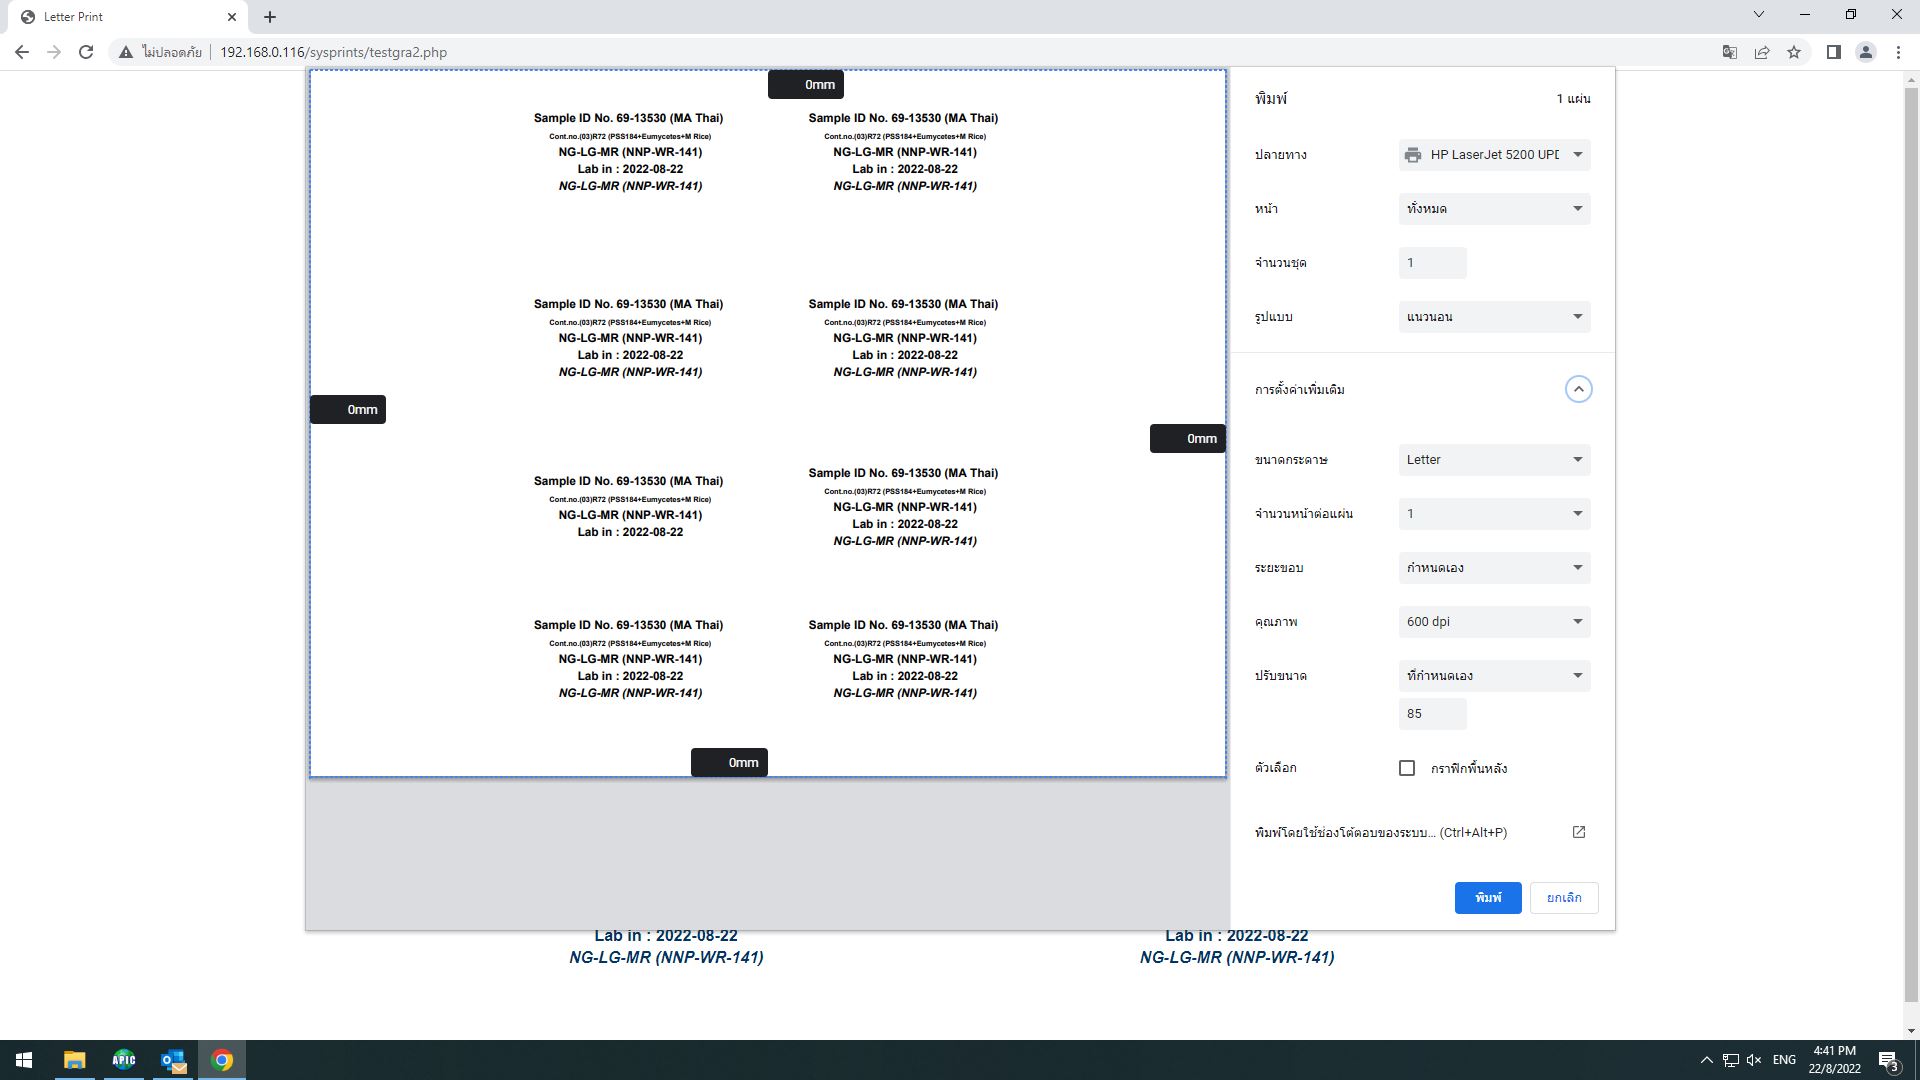 Letter Print
ไม่ปลอดภัย
192.168.0.116/sysprints/testgra2.php
0mm
Sample ID No. 69-13530 (MA Thai)
Cont.no.(03)R72 (PSS184+Eumycetes+M Rice)
NG-LG-MR (NNP-WR-141)
Lab in : 2022-08-22
NG-LG-MR (NNP-WR-141)
Sample ID No. 69-13530 (MA Thai)
Cont.no.(03)R72 (PSS184+Eumycetes+M Rice)
NG-LG-MR (NNP-WR-141)
Lab in : 2022-08-22
NG-LG-MR (NNP-WR-141)
Sample ID No. 69-13530 (MA Thai)
Cont.no.(03)R72 (PSS184+Eumycetes+M Rice)
NG-LG-MR (NNP-WR-141)
Lab in : 2022-08-22
NG-LG-MR (NNP-WR-141)
Sample ID No. 69-13530 (MA Thai)
Cont.no.(03)R72 (PSS184+Eumycetes+M Rice)
NG-LG-MR (NNP-WR-141)
Lab in : 2022-08-22
NG-LG-MR (NNP-WR-141)
0mm
0mm
Sample ID No. 69-13530 (MA Thai)
Cont.no.(03)R72 (PSS184+Eumycetes+M Rice)
NG-LG-MR (NNP-WR-141)
Lab in : 2022-08-22
Sample ID No. 69-13530 (MA Thai)
Cont.no.(03)R72 (PSS184+Eumycetes+M Rice)
NG-LG-MR (NNP-WR-141)
Lab in : 2022-08-22
NG-LG-MR (NNP-WR-141)
Sample ID No. 69-13530 (MA Thai)
Cont.no.(03)R72 (PSS184+Eumycetes+M Rice)
NG-LG-MR (NNP-WR-141)
Lab in : 2022-08-22
NG-LG-MR (NNP-WR-141)
Sample ID No. 69-13530 (MA Thai)
Cont.no.(03)R72 (PSS184+Eumycetes+M Rice)
NG-LG-MR (NNP-WR-141)
Lab in : 2022-08-22
NG-LG-MR (NNP-WR-141)
0mm
พิมพ์ 1 แผ่น
ปลายทาง HP LaserJet 5200 UPD
หน้า ทั้งหมด
จำนวนชุด 1
รูปแบบ แนวนอน
การตั้งค่าเพิ่มเติม
ขนาดกระดาษ Letter
จำนวนหน้าต่อแผ่น 1
ระยะขอบ กำหนดเอง
คุณภาพ 600 dpi
ปรับขนาด ที่กำหนดเอง
85
ตัวเลือก กราฟิกพื้นหลัง
พิมพ์โดยใช้ช่องโต้ตอบของระบบ... (Ctrl+Alt+P)
พิมพ์ ยกเลิก
Lab in : 2022-08-22
NG-LG-MR (NNP-WR-141)
Lab in : 2022-08-22
NG-LG-MR (NNP-WR-141)
APIC
ENG
4:41 PM
22/8/2022
3